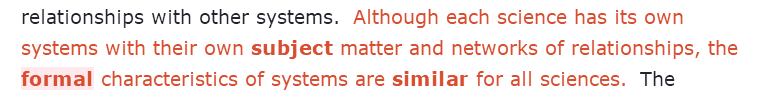 relationships with other systems.  Although each science has its own
systems with their own subject matter and networks of relationships, the
formal characteristics of systems are similar for all sciences.  The